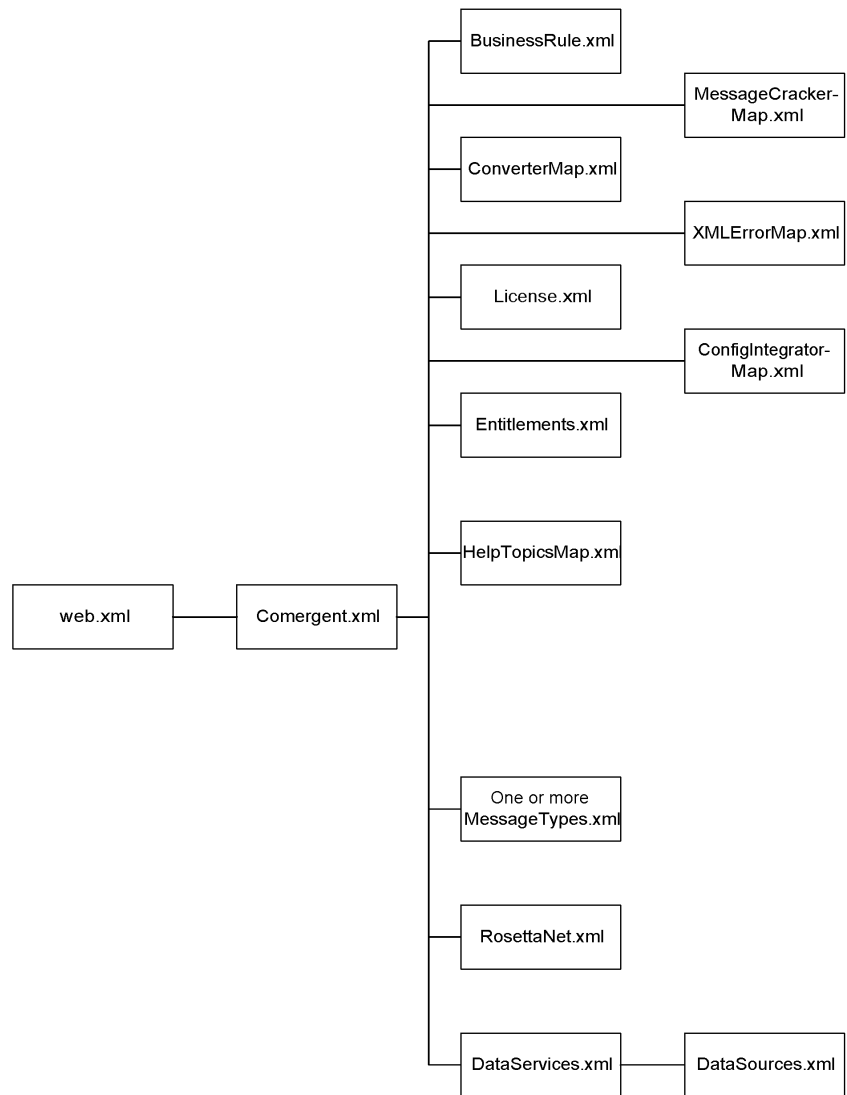 BusinessRule.xml
MessageCracker-
Map.xml
ConverterMap.xml
XMLErrorMap.xml
License.xml
ConfigIntegrator-
Map.xml
Entitlements.xml
HelpTopicsMap.xml
web.xml
Comergent.xml
One or more
MessageTypes.xml
RosettaNet.xml
DataServices.xml
DataSources.xml